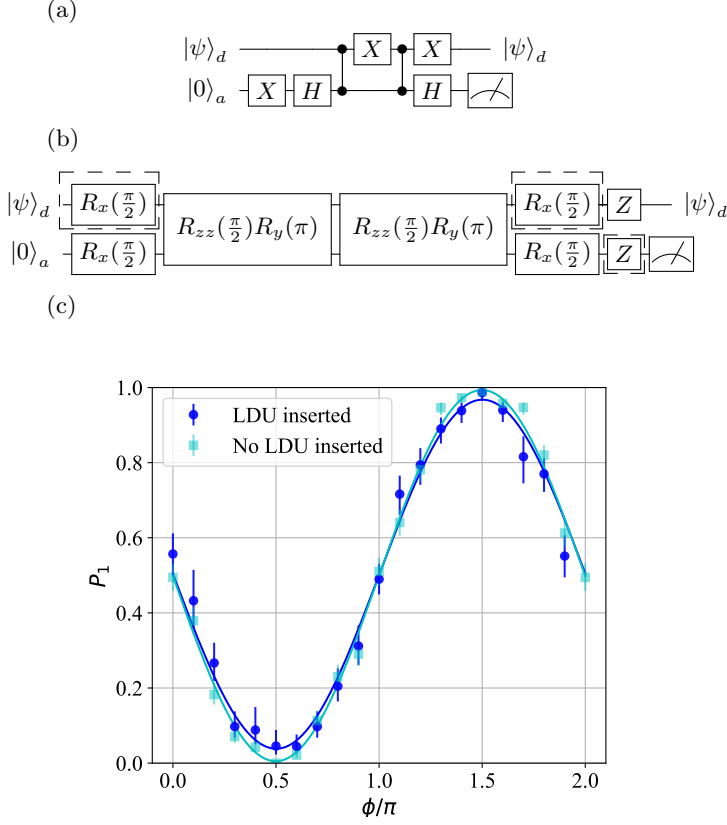 (a)
|ψ⟩d X X |ψ⟩d
|0⟩a X H H
(b)
|ψ⟩d Rx(π/2) Rx(π/2) Z |ψ⟩d
Rzz(π/2)Ry(π) Rzz(π/2)Ry(π)
|0⟩a Rx(π/2) Rx(π/2) Z
(c)
1.0
LDU inserted
No LDU inserted
0.8
0.6
P1
0.4
0.2
0.0
0.0 0.5 1.0 1.5 2.0
ϕ/π